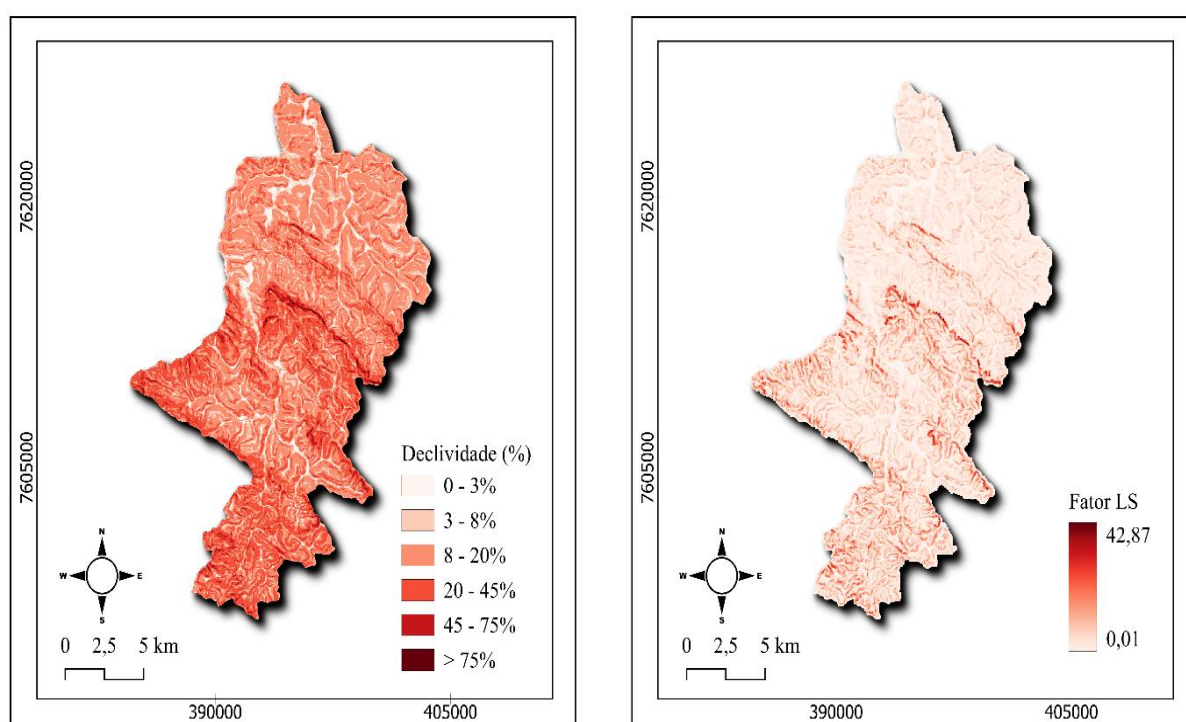 7620000
7605000
Declividade (%)
0 - 3%
3 - 8%
8 - 20%
20 - 45%
45 - 75%
> 75%
N
W E
S
0 2,5 5 km
390000 405000
7620000
7605000
Fator LS
42,87
0,01
N
W E
S
0 2,5 5 km
390000 405000